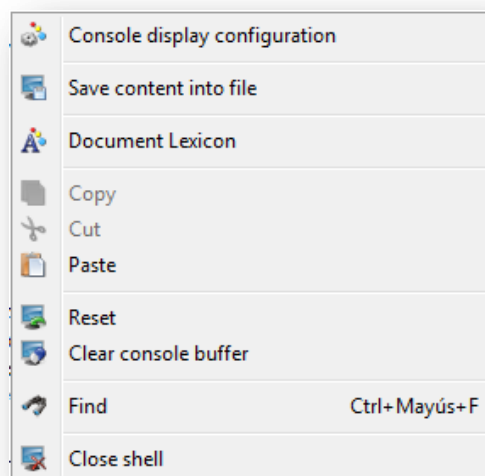 Console display configuration
Save content into file
Document Lexicon
Copy
Cut
Paste
Reset
Clear console buffer
Find Ctrl+Mayús+F
Close shell